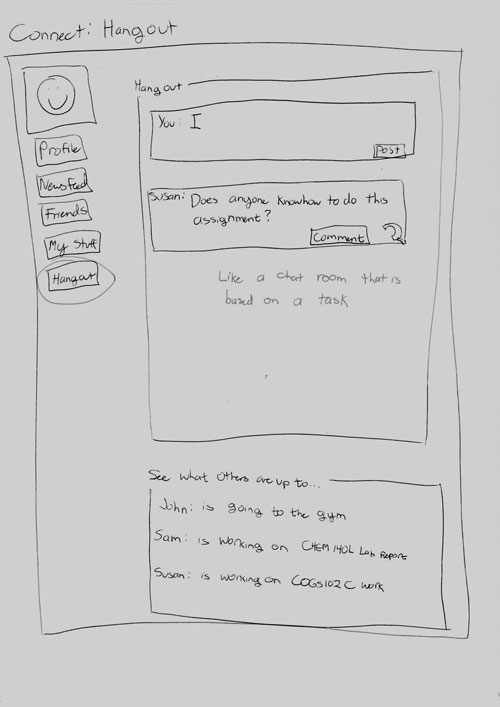 Connect: Hangout
Profile
Newsfeed
Friends
My Stuff
Hangout
Hangout
You: I
Post
Susan: Does anyone know how to do this
assignment?
Comment
Like a chat room that is
based on a task
See what others are up to...
John: is going to the gym
Sam: is working on CHEM 140L Lab Report
Susan: is working on COGS102C work